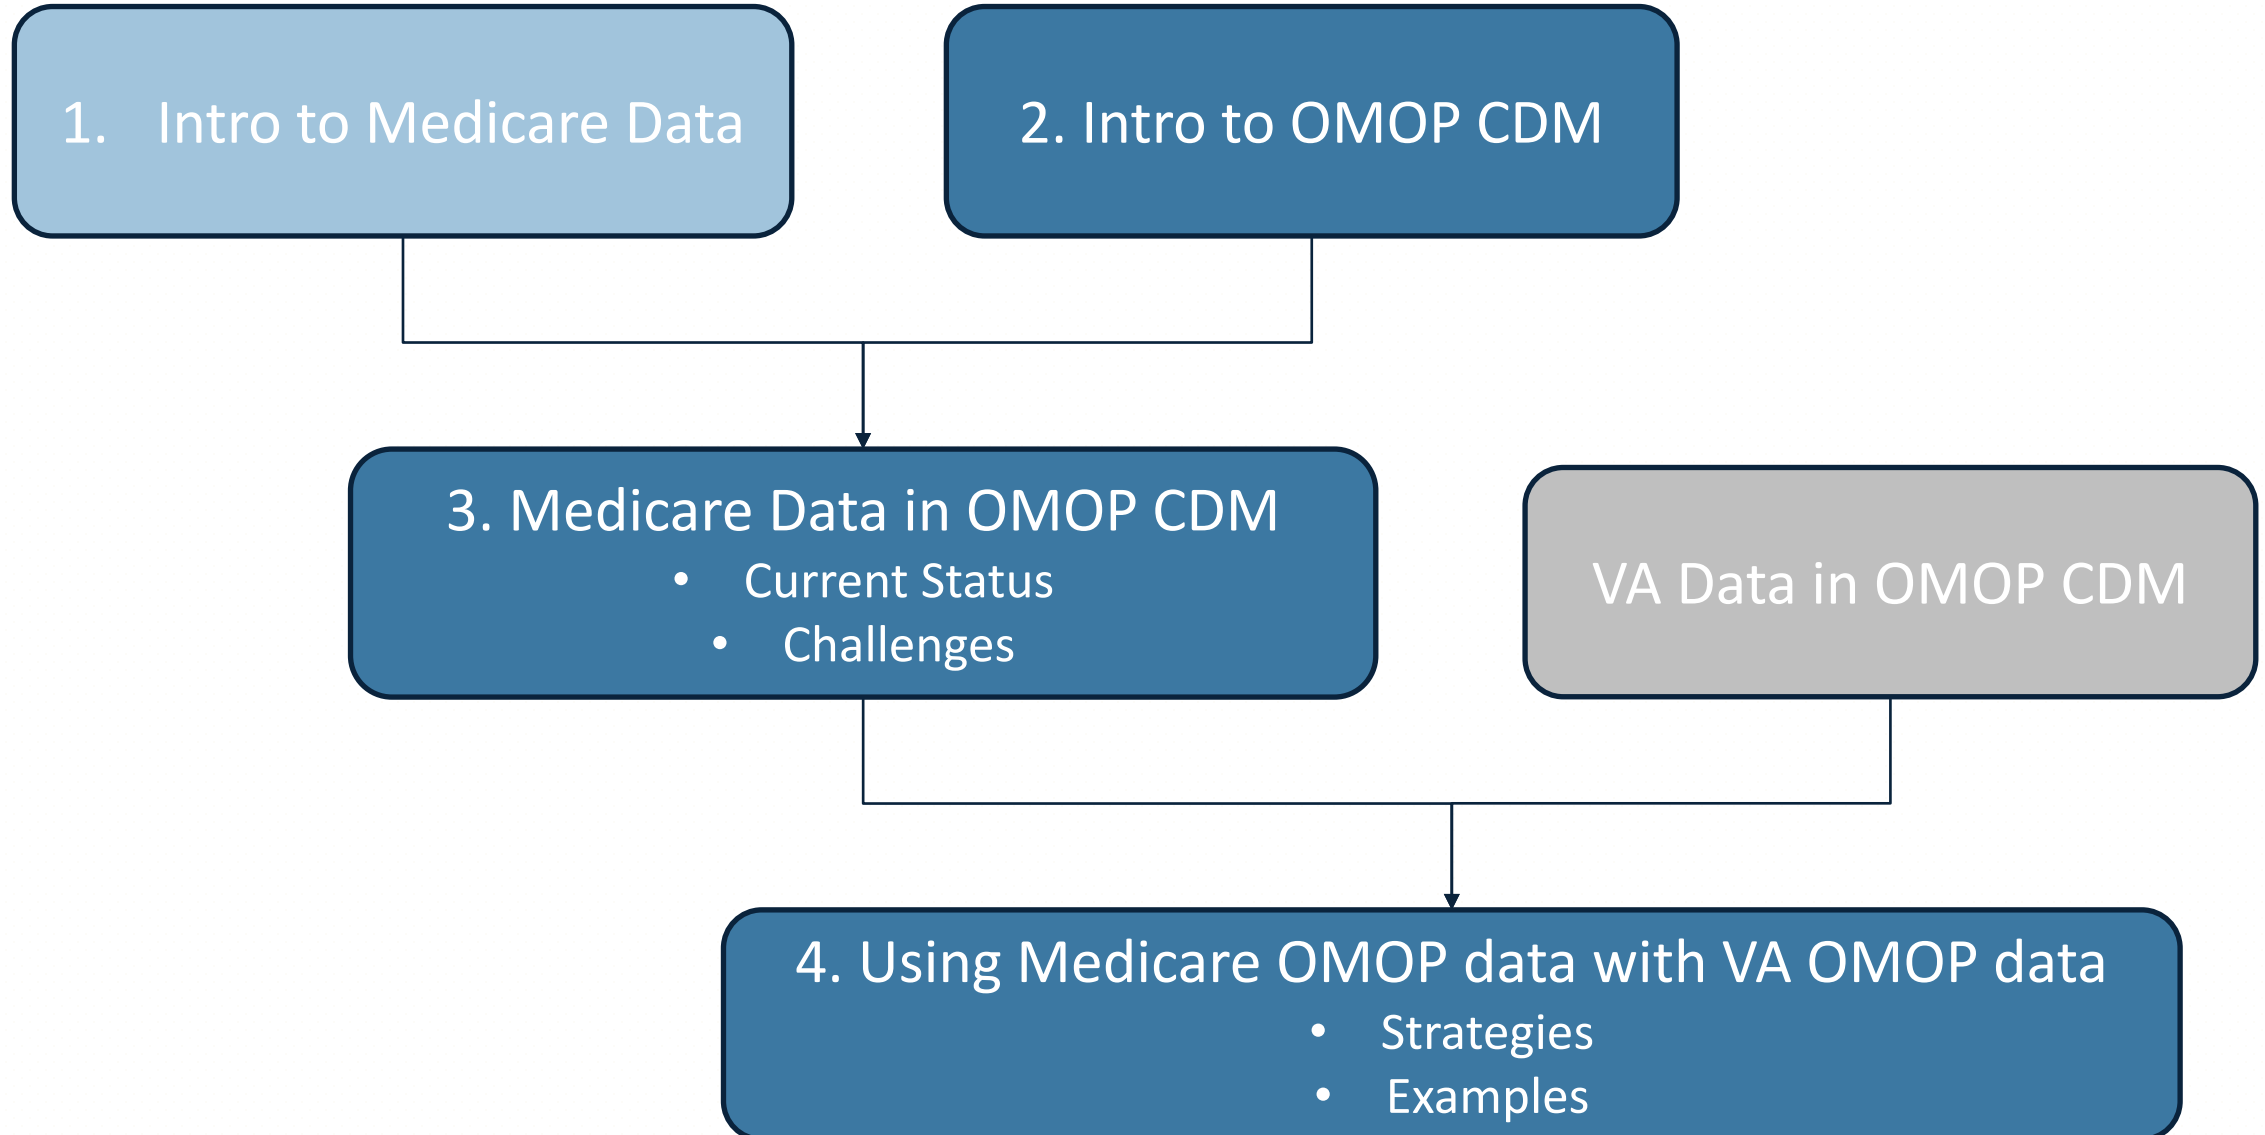 1. Intro to Medicare Data
2. Intro to OMOP CDM
3. Medicare Data in OMOP CDM
• Current Status
• Challenges
VA Data in OMOP CDM
4. Using Medicare OMOP data with VA OMOP data
• Strategies
• Examples